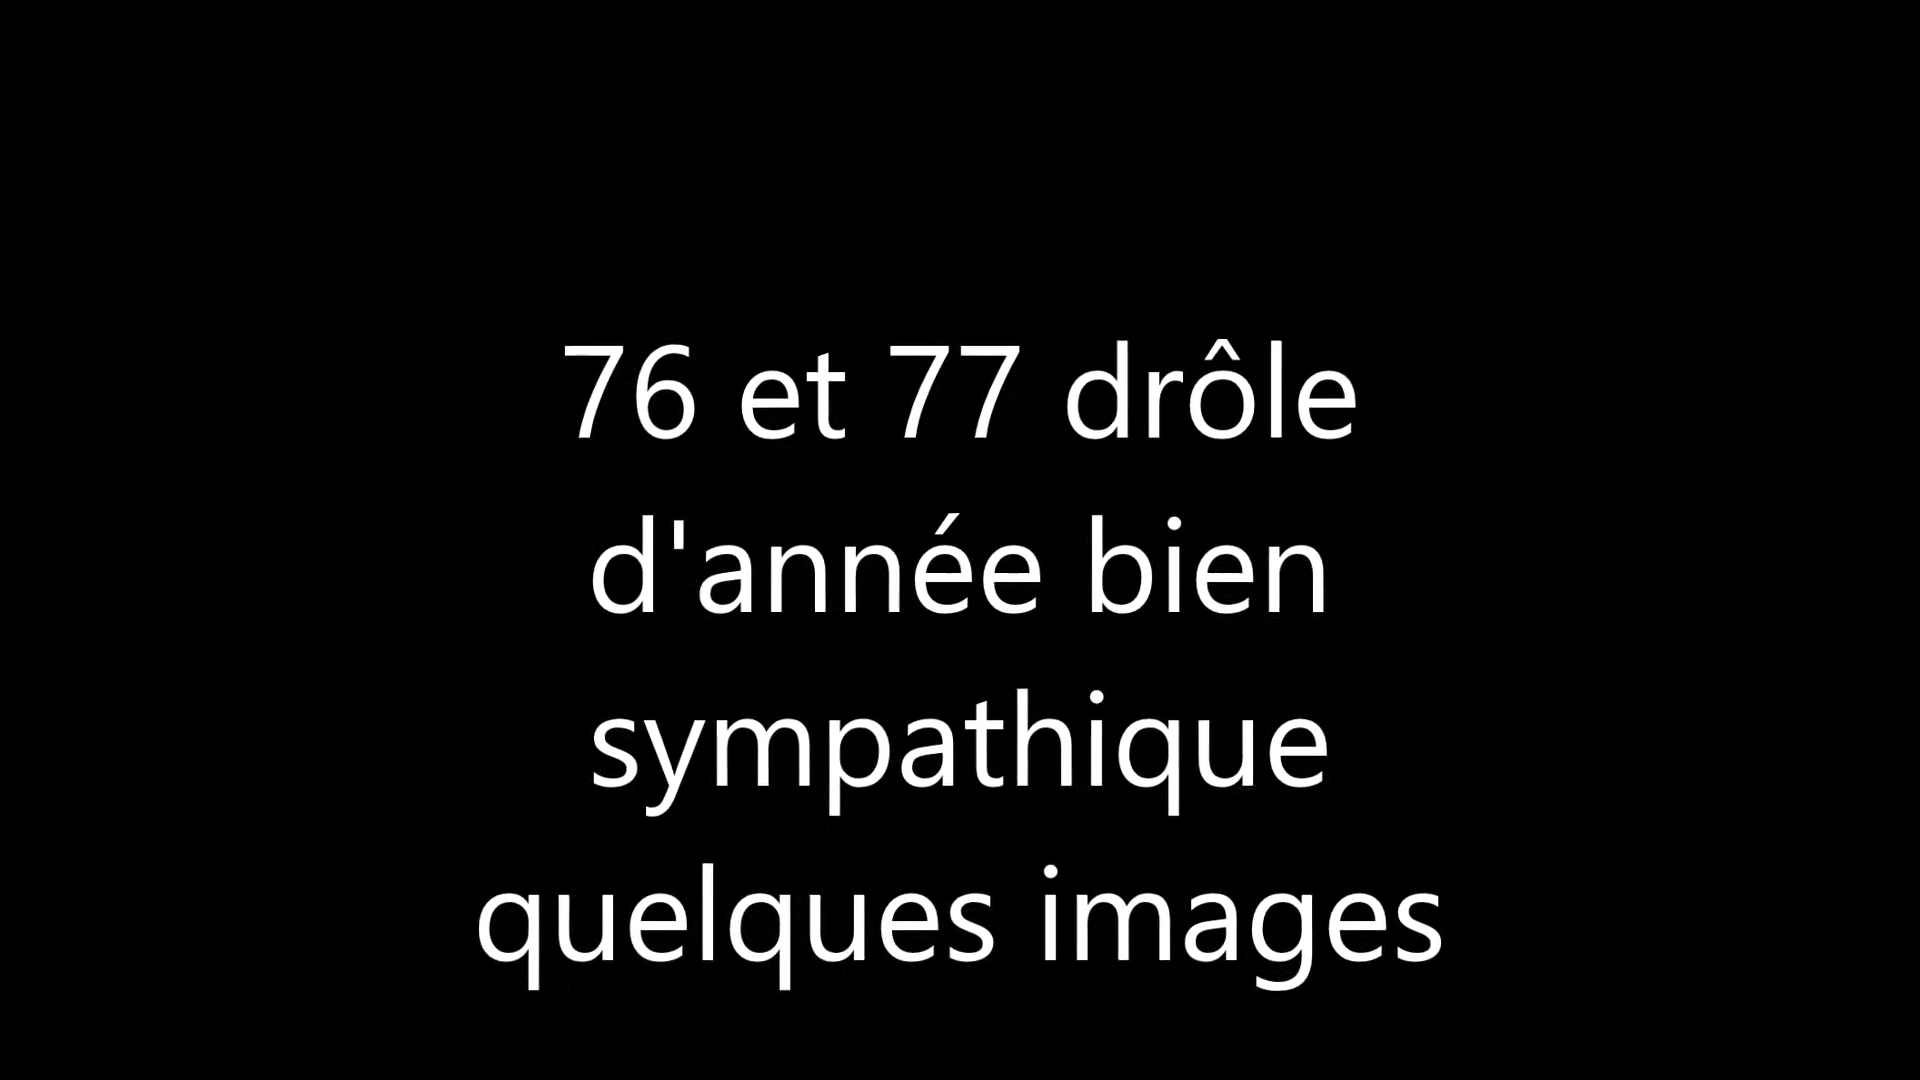 76 et 77 drôle
d'année bien
sympathique
quelques images